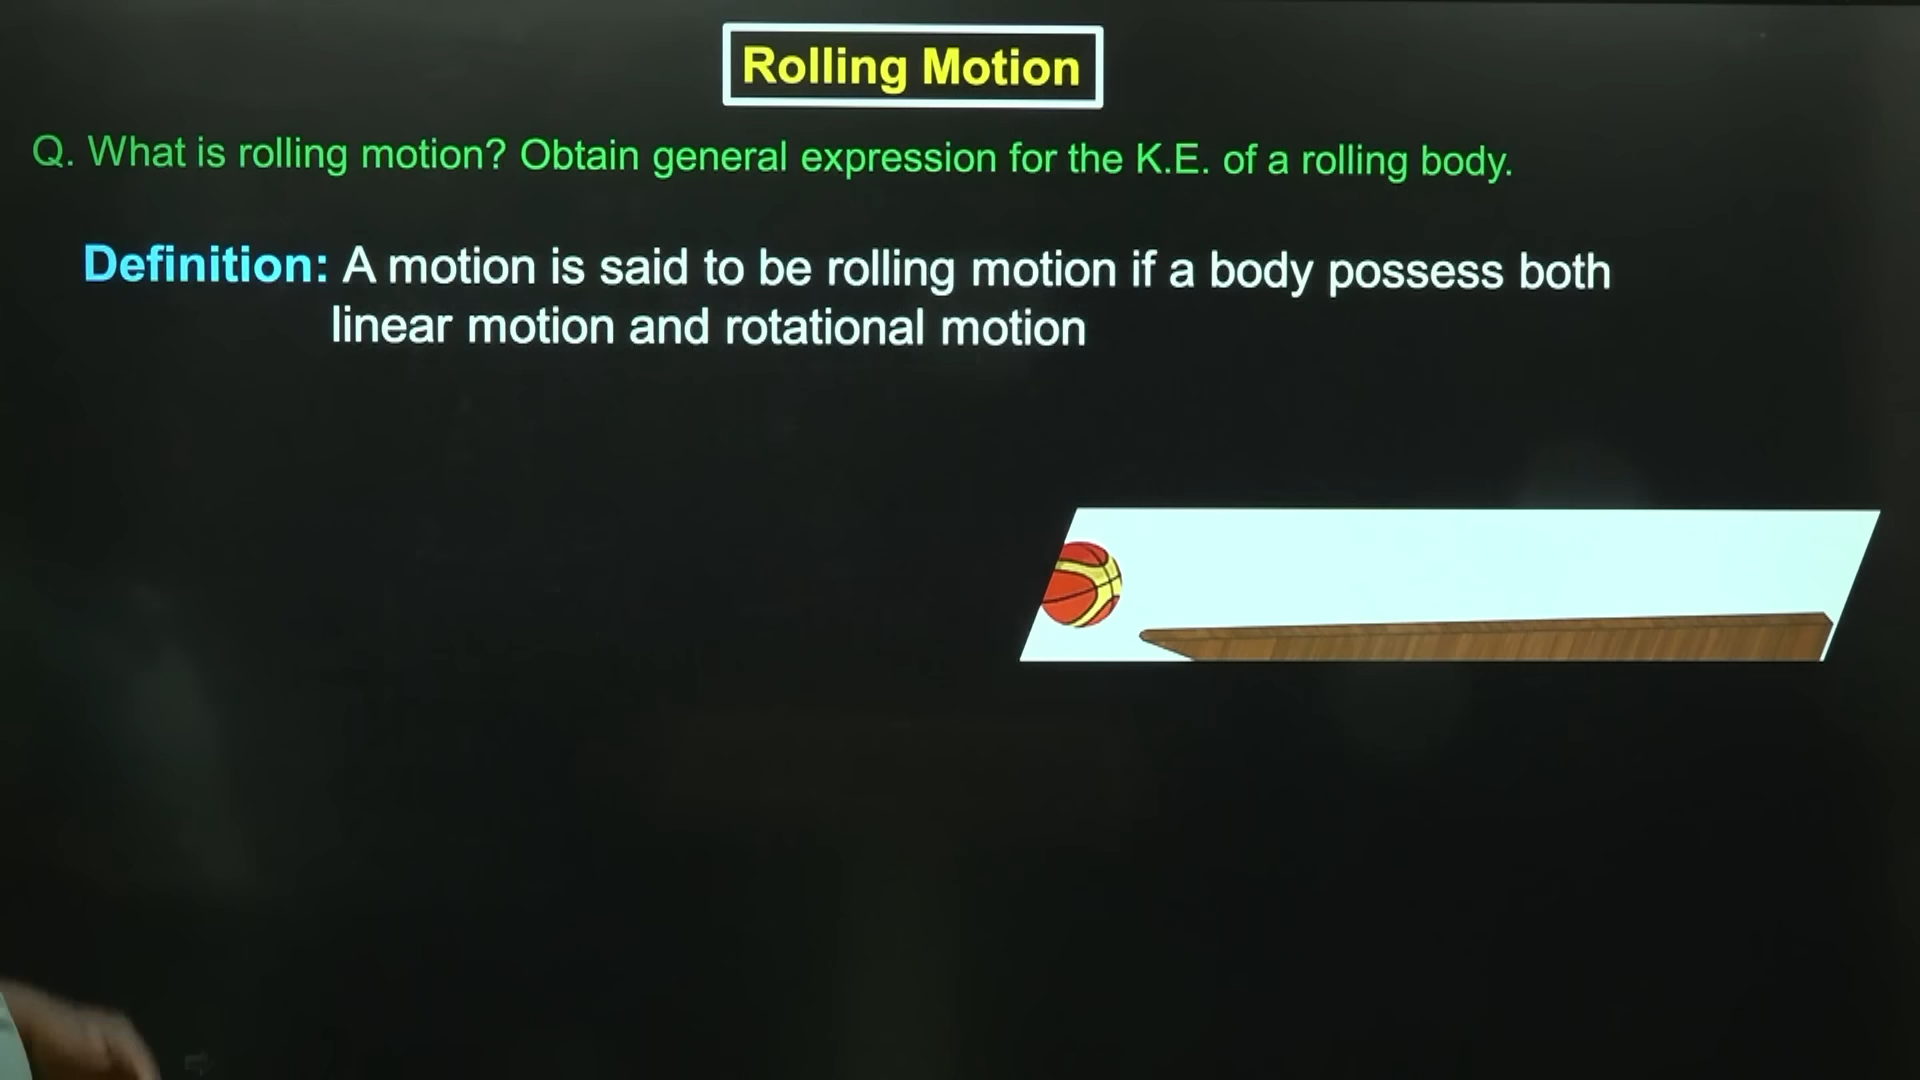 Rolling Motion
Q. What is rolling motion? Obtain general expression for the K.E. of a rolling body.
Definition: A motion is said to be rolling motion if a body possess both
linear motion and rotational motion